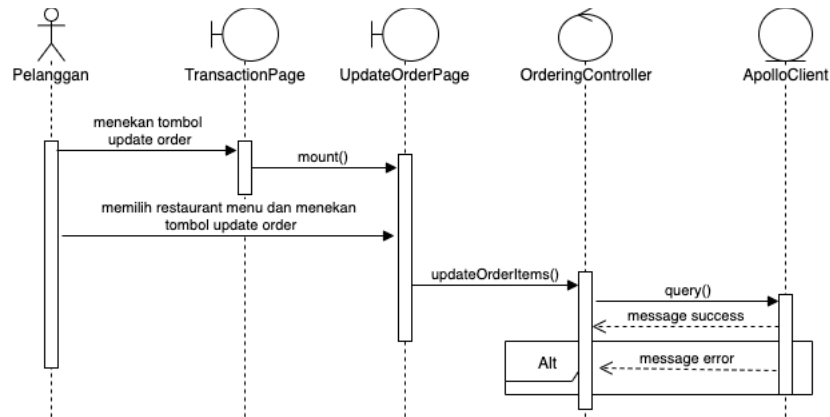 Pelanggan
TransactionPage
UpdateOrderPage
OrderingController
ApolloClient
menekan tombol
update order
mount()
memilih restaurant menu dan menekan
tombol update order
updateOrderItems()
query()
message success
Alt
message error